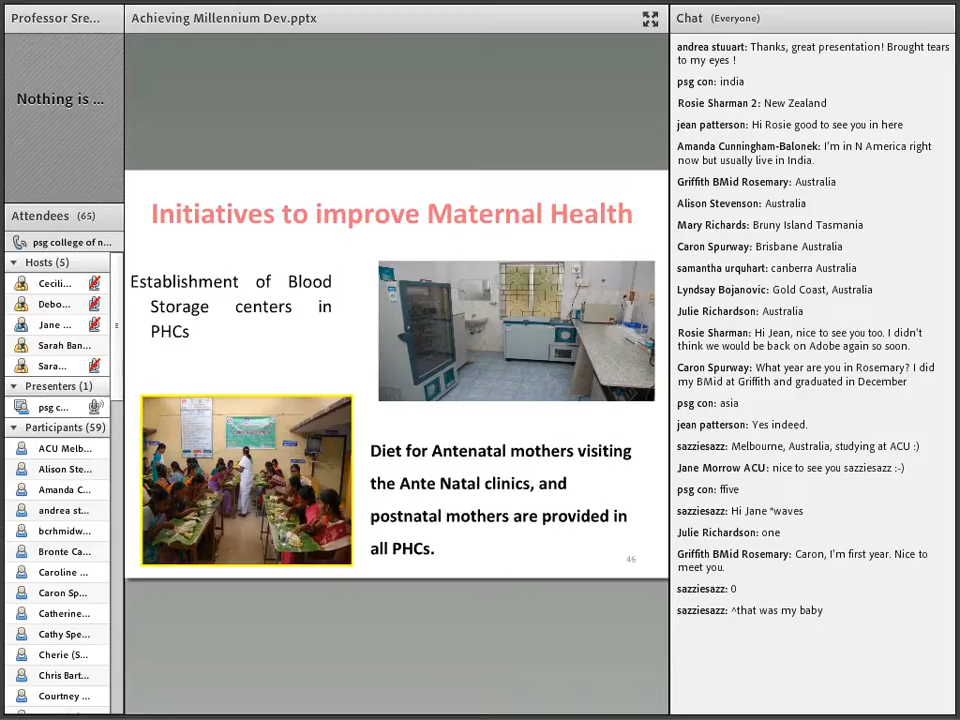 Professor Sre...
Nothing is ...
Attendees (65)
psg college of n...
Hosts (5)
Cecili...
Debo...
Jane ...
Sarah Ban...
Sara...
Presenters (1)
psg c...
Participants (59)
ACU Melb...
Alison Ste...
Amanda C...
andrea st...
bcrhmidw...
Bronte Ca...
Caroline ...
Caron Sp...
Catherine...
Cathy Spe...
Cherie (S...
Chris Bart...
Courtney ...
Achieving Millennium Dev.pptx
Initiatives to improve Maternal Health
Establishment of Blood
Storage centers in
PHCs
Diet for Antenatal mothers visiting
the Ante Natal clinics, and
postnatal mothers are provided in
all PHCs.
46
Chat (Everyone)
andrea stuuart: Thanks, great presentation! Brought tears
to my eyes !
psg con: india
Rosie Sharman 2: New Zealand
jean patterson: Hi Rosie good to see you in here
Amanda Cunningham-Balonek: I'm in N America right
now but usually live in India.
Griffith BMid Rosemary: Australia
Alison Stevenson: Australia
Mary Richards: Bruny Island Tasmania
Caron Spurway: Brisbane Australia
samantha urquhart: canberra Australia
Lyndsay Bojanovic: Gold Coast, Australia
Julie Richardson: Australia
Rosie Sharman: Hi Jean, nice to see you too. I didn't
think we would be back on Adobe again so soon.
Caron Spurway: What year are you in Rosemary? I did
my BMid at Griffith and graduated in December
psg con: asia
jean patterson: Yes indeed.
sazziesazz: Melbourne, Australia, studying at ACU :)
Jane Morrow ACU: nice to see you sazziesazz :-)
psg con: ffive
sazziesazz: Hi Jane *waves
Julie Richardson: one
Griffith BMid Rosemary: Caron, I'm first year. Nice to
meet you.
sazziesazz: 0
sazziesazz: ^that was my baby